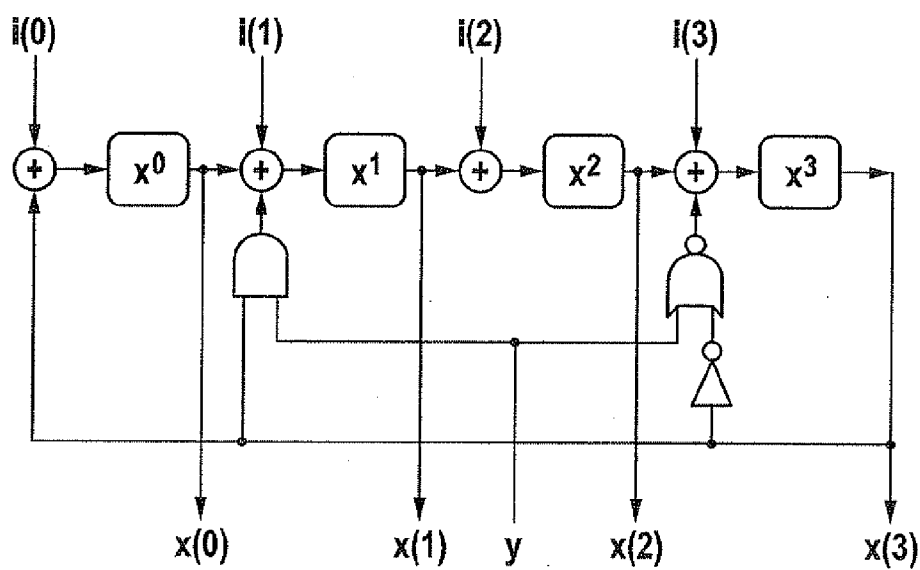 i(0) i(1) i(2) i(3)
+ x⁰ + x¹ + x² + x³
x(0) x(1) y x(2) x(3)